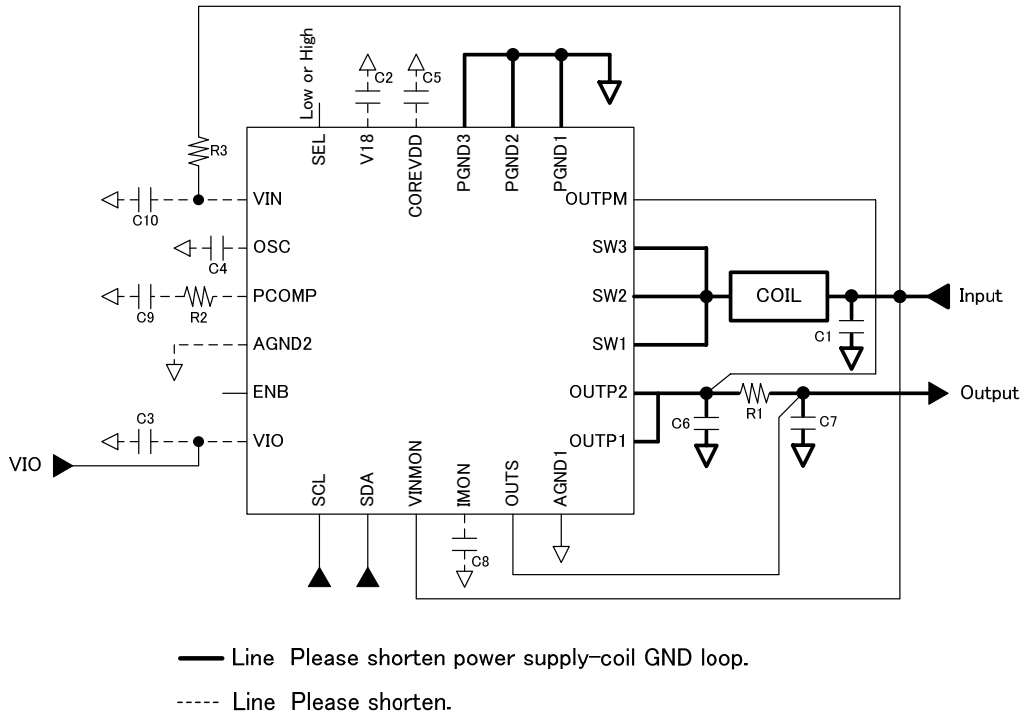 Low or High
C2
C5
R3
SEL
V18
COREVDD
PGND3
PGND2
PGND1
C10
VIN
OUTPM
C4
OSC
SW3
C9
R2
PCOMP
SW2
COIL
Input
C1
AGND2
SW1
ENB
OUTP2
R1
Output
C3
C6
C7
VIO
VIO
OUTP1
SCL
SDA
VINMON
IMON
OUTS
AGND1
C8
Line Please shorten power supply-coil GND loop.
Line Please shorten.